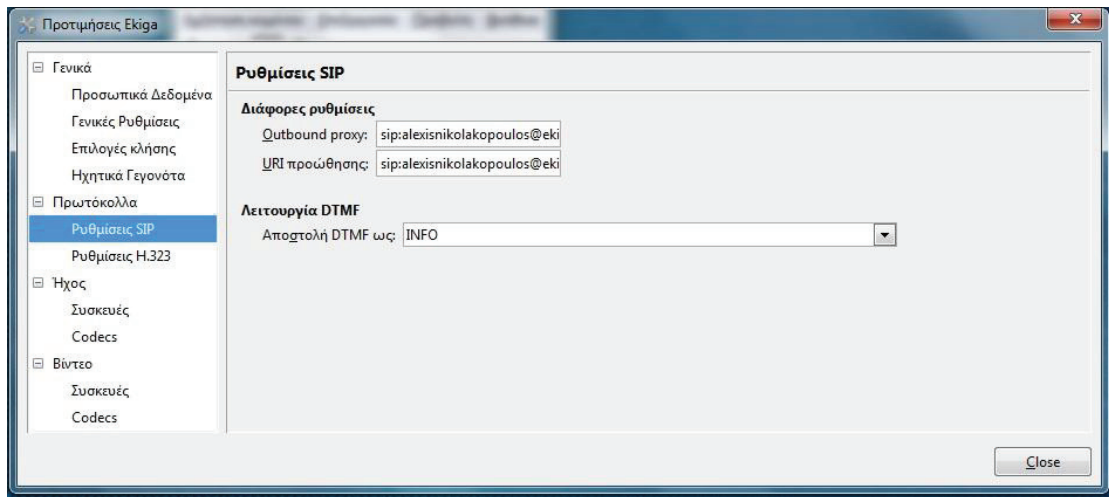 Προτιμήσεις Ekiga
Γενικά
Προσωπικά Δεδομένα
Γενικές Ρυθμίσεις
Επιλογές κλήσης
Ηχητικά Γεγονότα
Πρωτόκολλα
Ρυθμίσεις SIP
Ρυθμίσεις H.323
Ήχος
Συσκευές
Codecs
Βίντεο
Συσκευές
Codecs
Ρυθμίσεις SIP
Διάφορες ρυθμίσεις
Outbound proxy: sip:alexisnikolakopoulos@eki
URI προώθησης: sip:alexisnikolakopoulos@eki
Λειτουργία DTMF
Αποστολή DTMF ως: INFO
Close